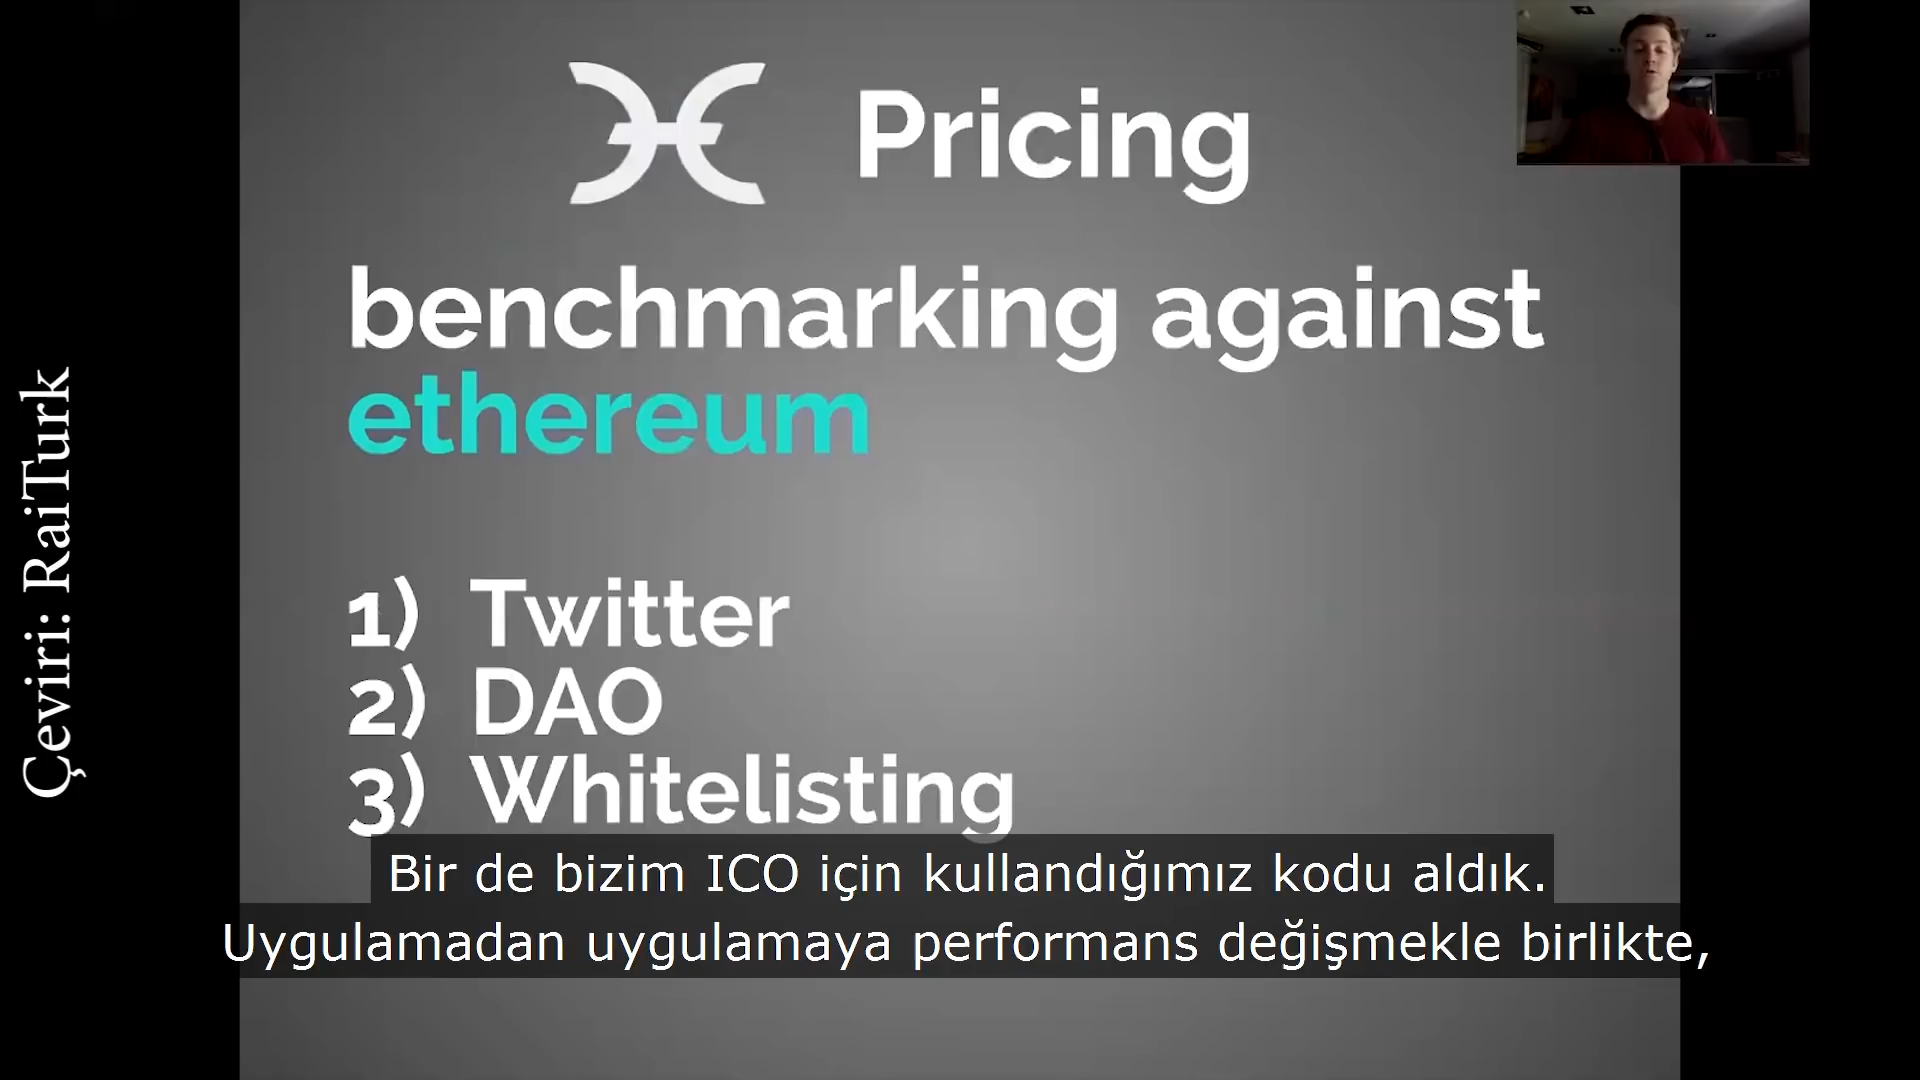 Pricing
benchmarking against
ethereum
1) Twitter
2) DAO
3) Whitelisting
Bir de bizim ICO için kullandığımız kodu aldık.
Uygulamadan uygulamaya performans değişmekle birlikte,
Çeviri: RaiTurk